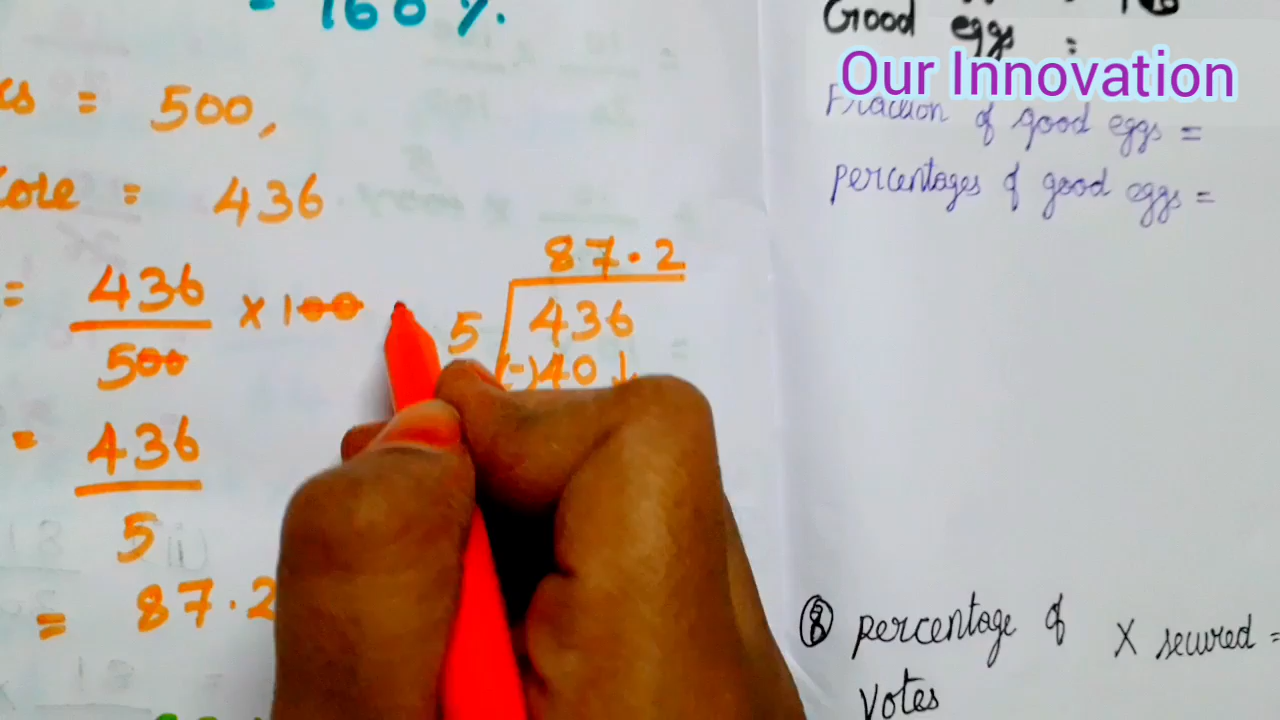 = 160%.
= 500,
= 436
= 436/500 × 100
= 436/5
= 87.2
87.2
5 436
(-) 40 ↓
Good eggs :
Our Innovation
Fraction of good eggs =
percentages of good eggs =
⑧ percentage of X secured =
votes